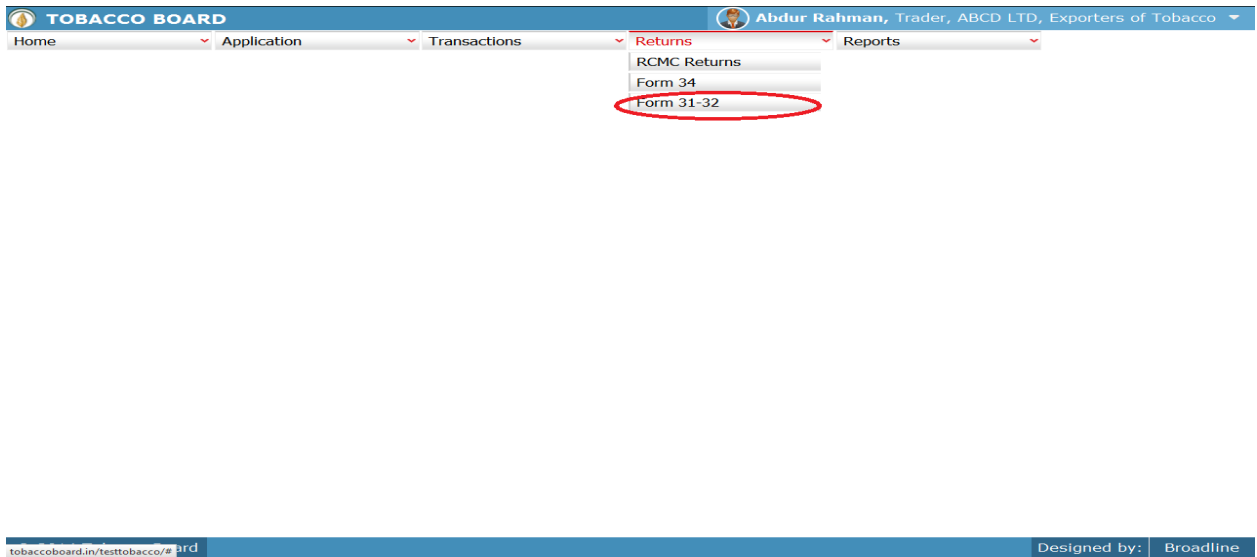 TOBACCO BOARD
Abdur Rahman, Trader, ABCD LTD, Exporters of Tobacco
Home Application Transactions Returns Reports
RCMC Returns
Form 34
Form 31-32
tobaccoboard.in/testtobacco/# ard Designed by: Broadline